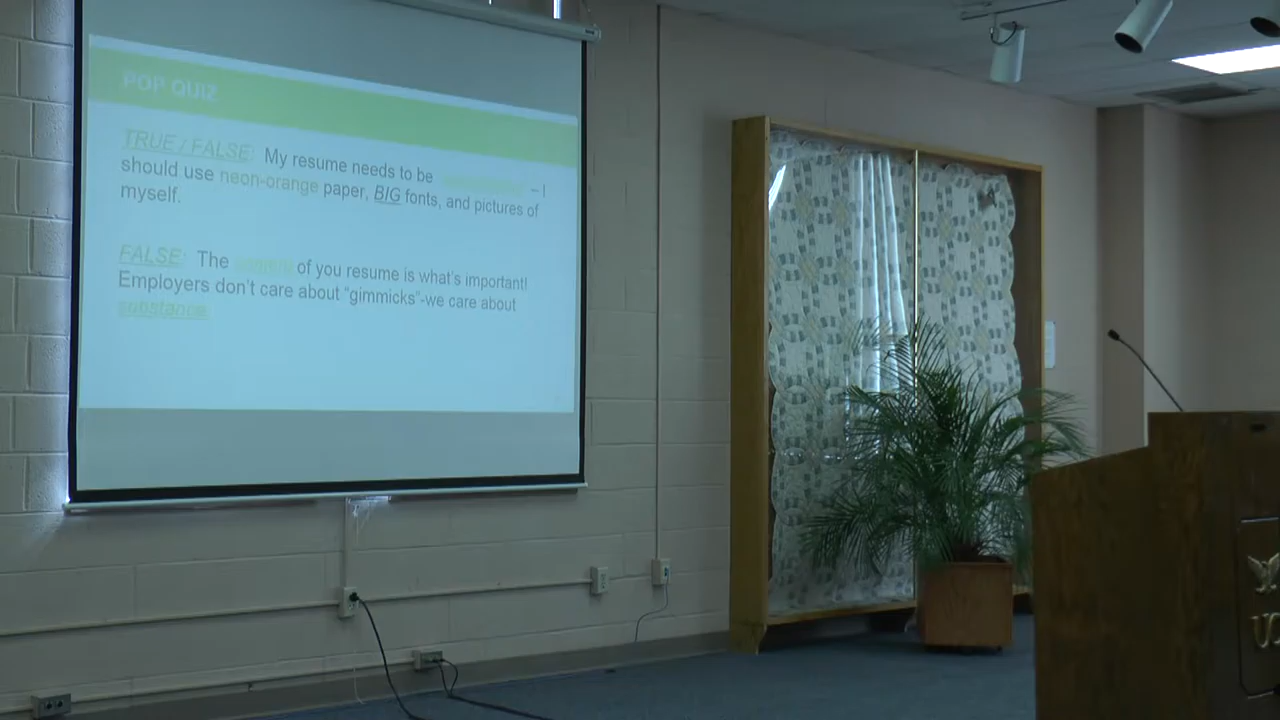 POP QUIZ
TRUE / FALSE: My resume needs to be – I
should use neon-orange paper, BIG fonts, and pictures of
myself.
FALSE: The of you resume is what's important!
Employers don't care about "gimmicks"-we care about
substance